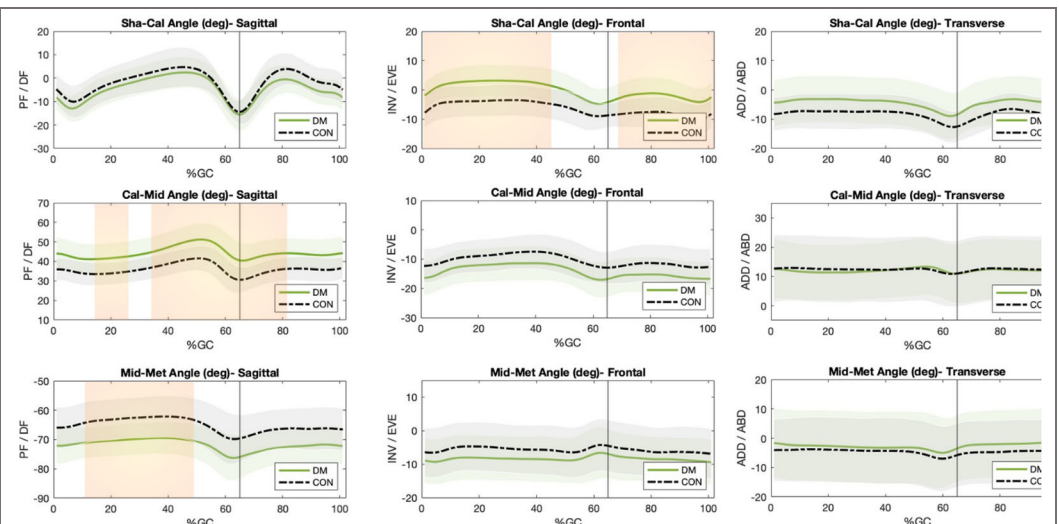 Sha-Cal Angle (deg)- Sagittal
20
10
0
-10
-20
-30
PF / DF
DM
CON
0 20 40 60 80 100
%GC
Sha-Cal Angle (deg)- Frontal
20
10
0
-10
-20
INV / EVE
DM
CON
0 20 40 60 80 100
%GC
Sha-Cal Angle (deg)- Transverse
20
10
0
-10
-20
ADD / ABD
DM
CO
0 20 40 60 80
%GC
Cal-Mid Angle (deg)- Sagittal
70
60
50
40
30
20
10
PF / DF
DM
CON
0 20 40 60 80 100
%GC
Cal-Mid Angle (deg)- Frontal
10
0
-10
-20
-30
INV / EVE
DM
CON
0 20 40 60 80 100
%GC
Cal-Mid Angle (deg)- Transverse
30
20
10
0
ADD / ABD
DM
CO
0 20 40 60 80
%GC
Mid-Met Angle (deg)- Sagittal
-50
-60
-70
-80
-90
PF / DF
DM
CON
0 20 40 60 80 100
%GC
Mid-Met Angle (deg)- Frontal
20
10
0
-10
-20
INV / EVE
DM
CON
0 20 40 60 80 100
%GC
Mid-Met Angle (deg)- Transverse
20
10
0
-10
-20
ADD / ABD
DM
CO
0 20 40 60 80
%GC